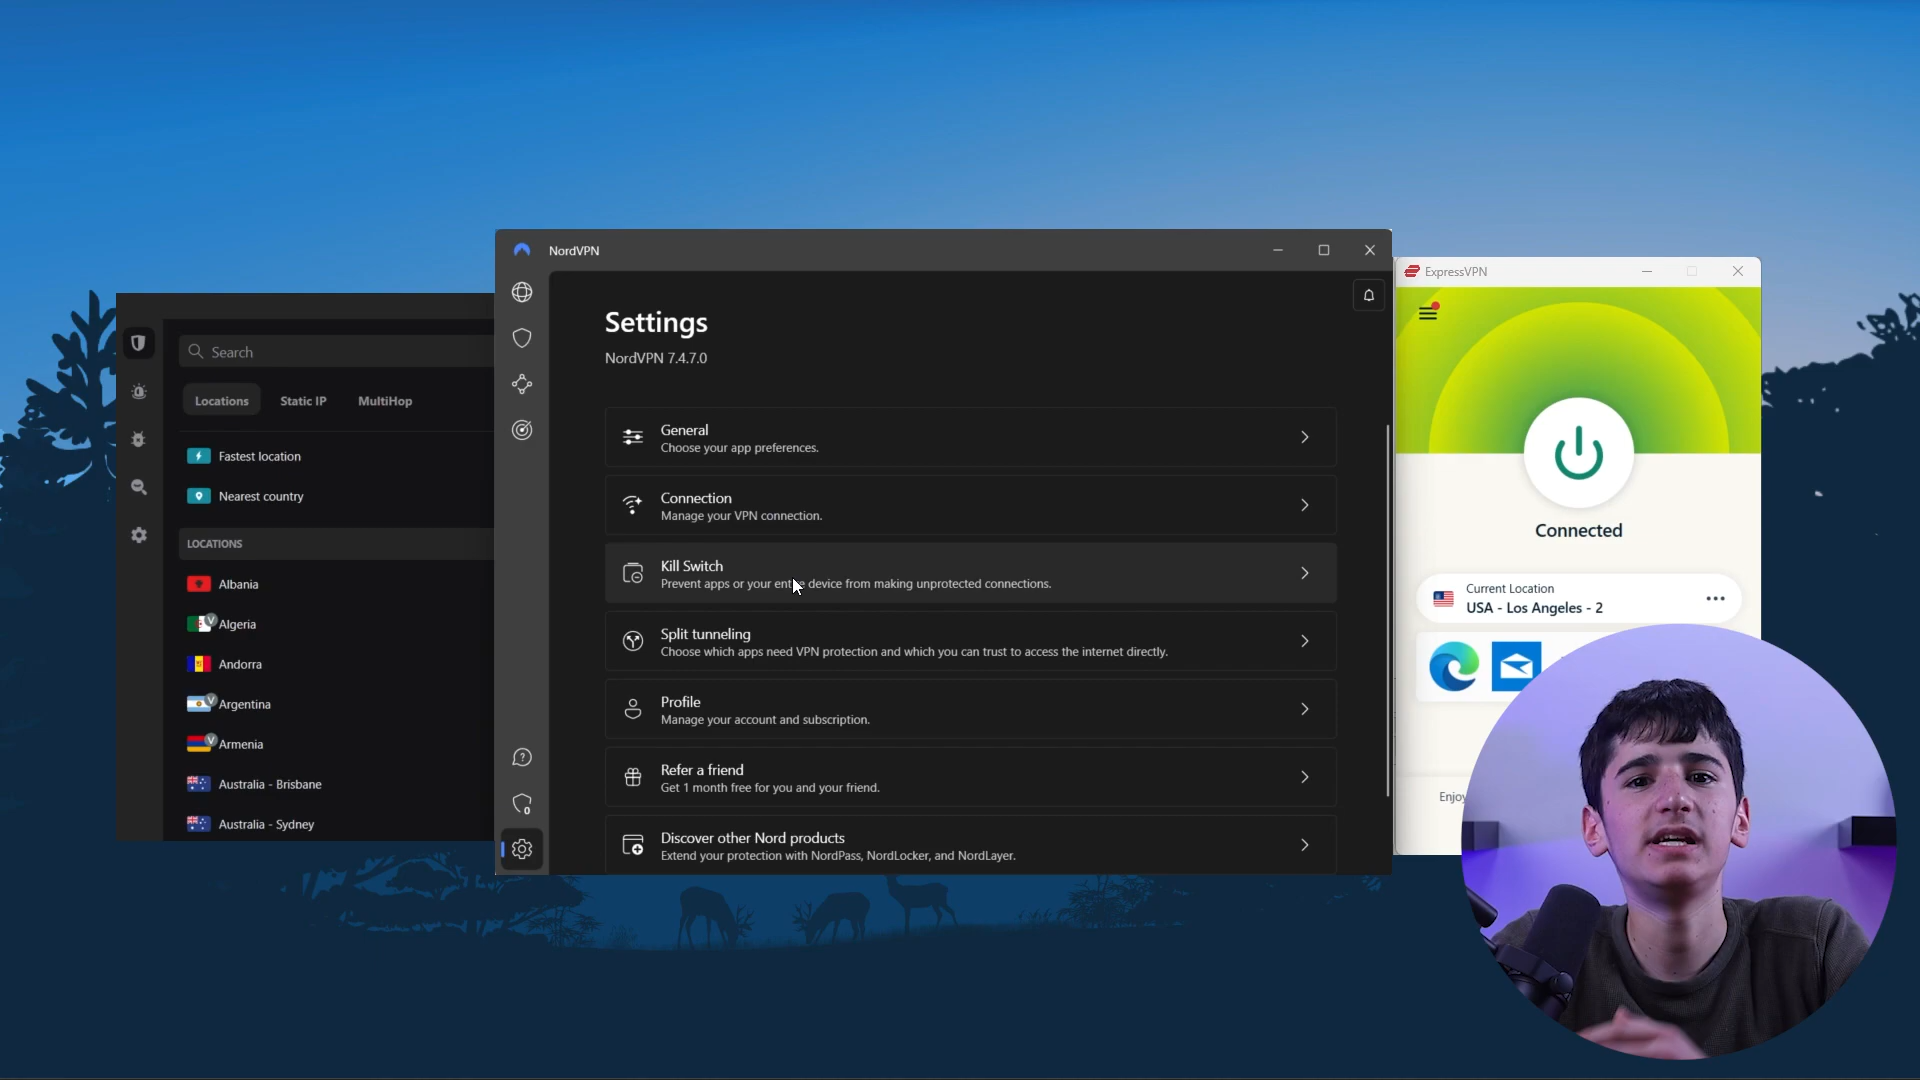 Search
Locations
Static IP
MultiHop
Fastest location
Nearest country
LOCATIONS
Albania
V
Algeria
Andorra
V
Argentina
V
Armenia
Australia - Brisbane
Australia - Sydney
NordVPN
Settings
NordVPN 7.4.7.0
General
Choose your app preferences.
Connection
Manage your VPN connection.
Kill Switch
Prevent apps or your entire device from making unprotected connections.
Split tunneling
Choose which apps need VPN protection and which you can trust to access the internet directly.
Profile
Manage your account and subscription.
Refer a friend
Get 1 month free for you and your friend.
Discover other Nord products
Extend your protection with NordPass, NordLocker, and NordLayer.
ExpressVPN
Connected
Current Location
USA - Los Angeles - 2
Enjoy